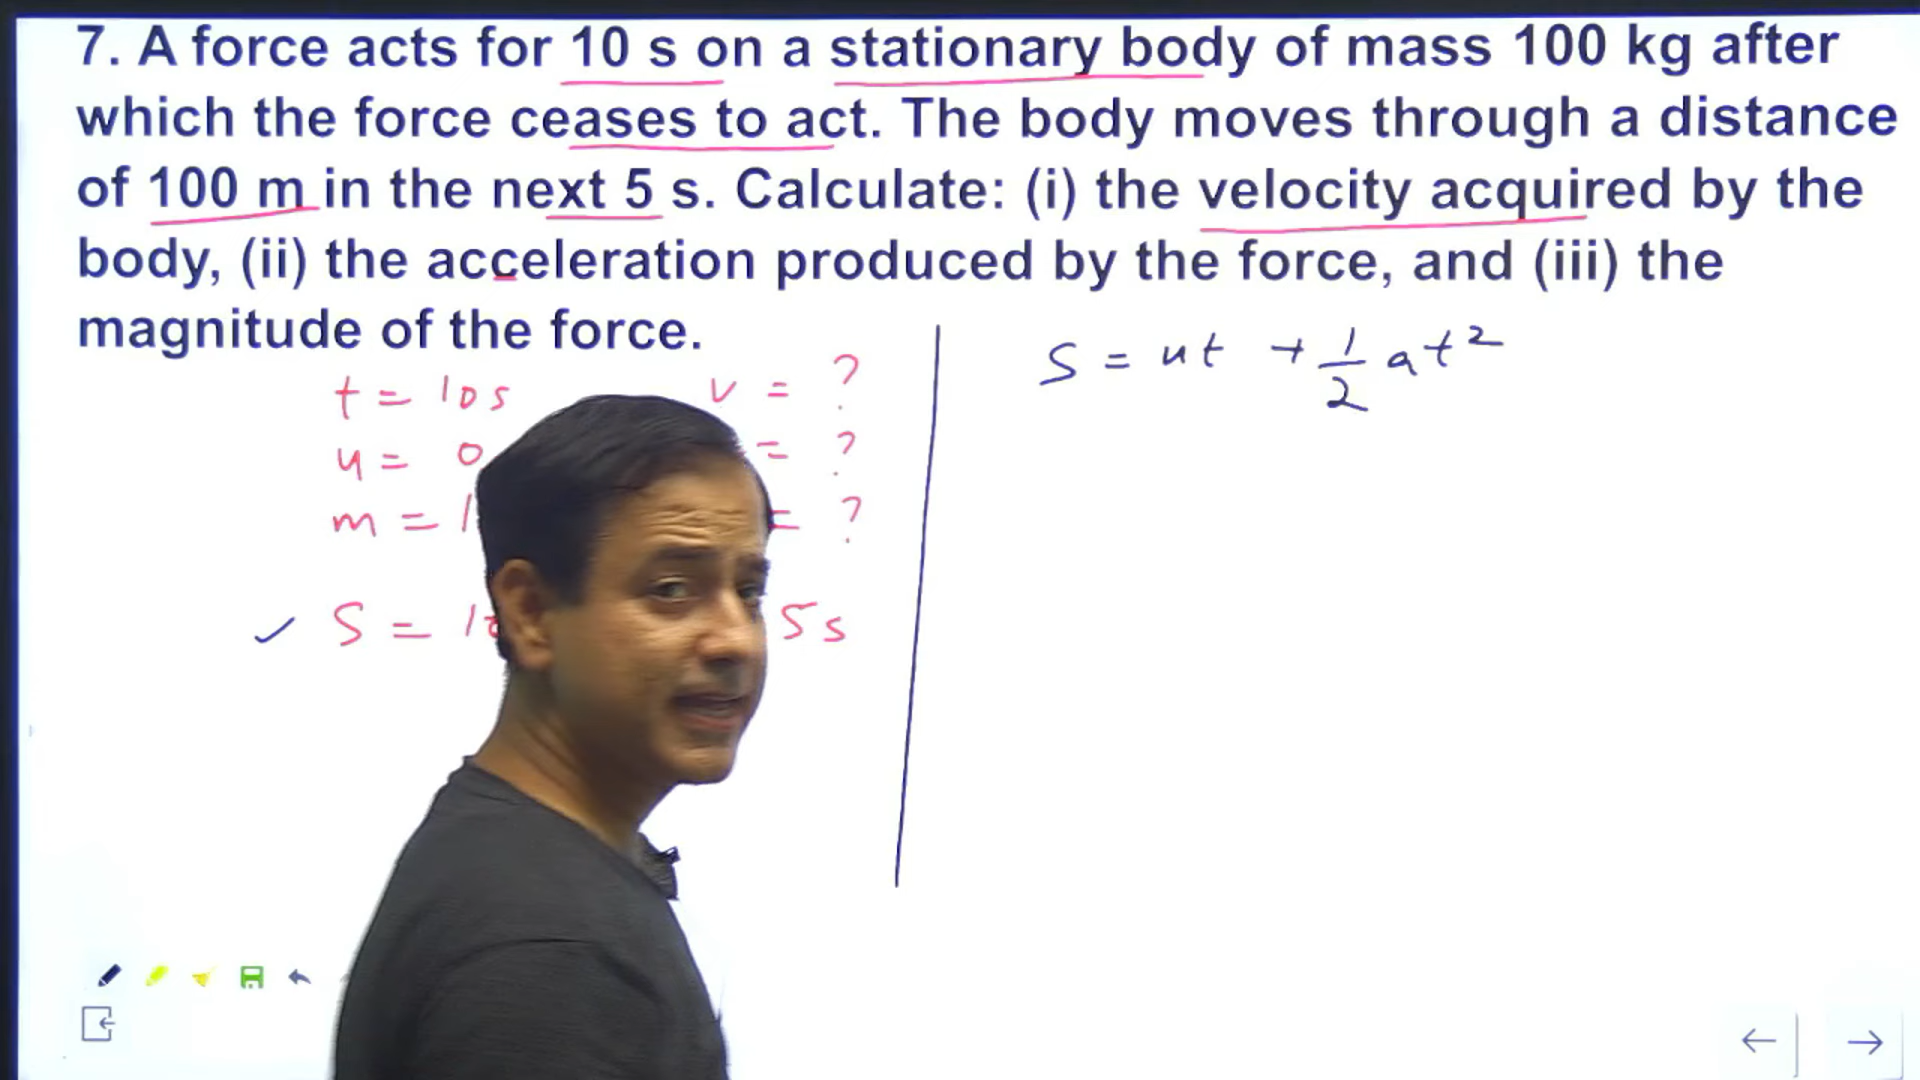 7. A force acts for 10 s on a stationary body of mass 100 kg after
which the force ceases to act. The body moves through a distance
of 100 m in the next 5 s. Calculate: (i) the velocity acquired by the
body, (ii) the acceleration produced by the force, and (iii) the
magnitude of the force.
t = 10s v = ?
u = 0 = ?
m = 1 = ?
S = 10 5s
S = ut + 1/2 at²